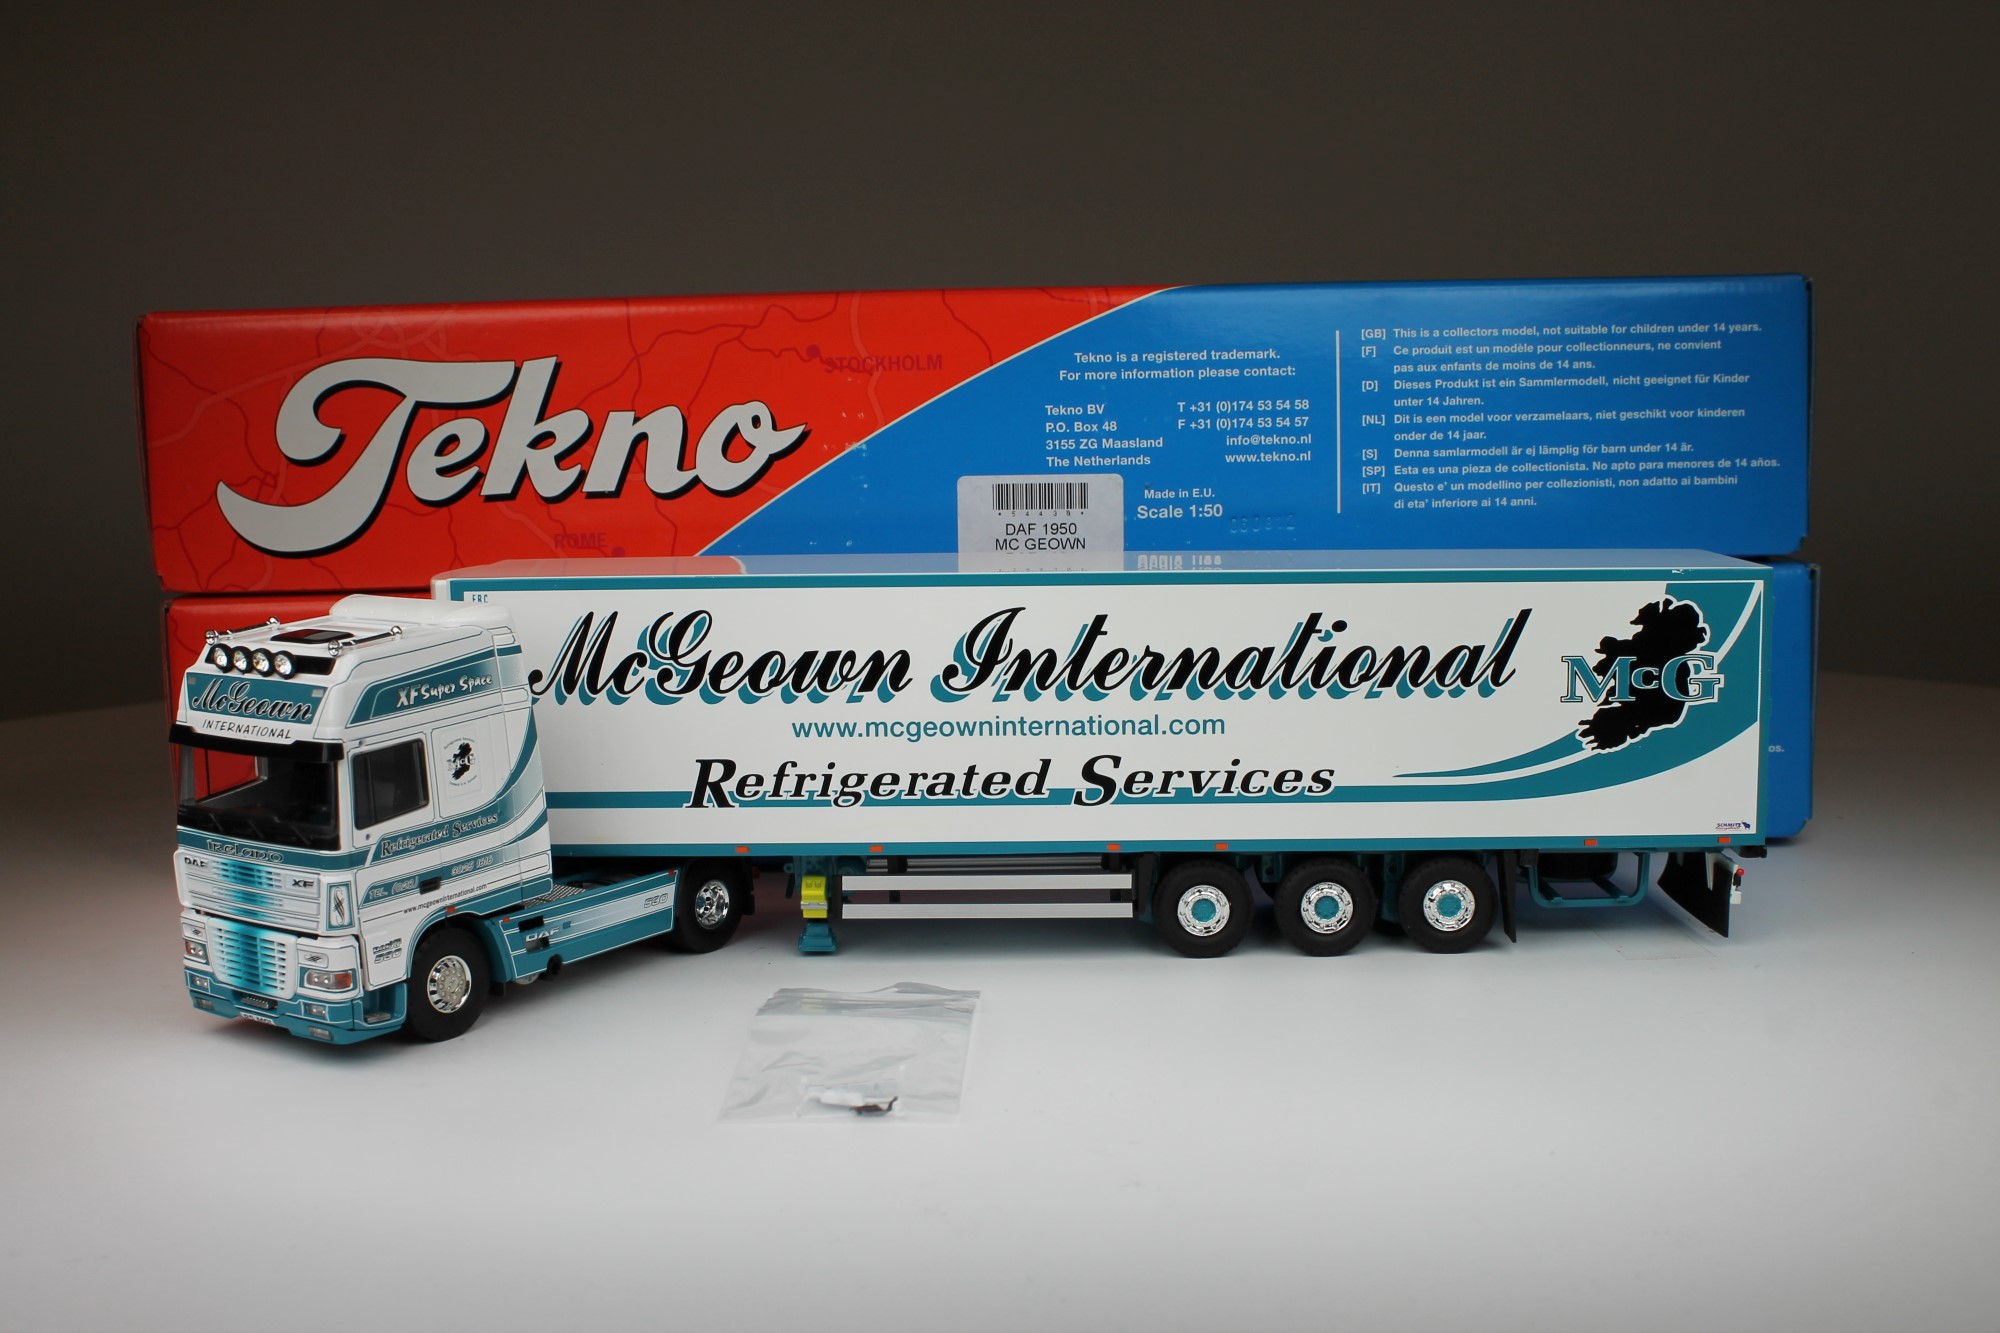 Tekno
STOCKHOLM
ROME
Tekno is a registered trademark.
For more information please contact:
Tekno BV
P.O. Box 48
3155 ZG Maasland
The Netherlands
T +31 (0)174 53 54 58
F +31 (0)174 53 54 57
info@tekno.nl
www.tekno.nl
Made in E.U.
Scale 1:50
[GB] This is a collectors model, not suitable for children under 14 years.
[F] Ce produit est un modèle pour collectionneurs, ne convient
pas aux enfants de moins de 14 ans.
[D] Dieses Produkt ist ein Sammlermodell, nicht geeignet für Kinder
unter 14 Jahren.
[NL] Dit is een model voor verzamelaars, niet geschikt voor kinderen
onder de 14 jaar.
[S] Denna samlarmodell är ej lämplig för barn under 14 år.
[SP] Esta es una pieza de collectionista. No apto para menores de 14 años.
[IT] Questo e' un modellino per collezionisti, non adatto ai bambini
di eta' inferiore ai 14 anni.
DAF 1950
MC GEOWN
McGeown International
www.mcgeowninternational.com
Refrigerated Services
McG
SCHMITZ
McGeown
INTERNATIONAL
XF Super Space
McG
Refrigerated Services
IRELAND
DAF
XF
TEL. (028)
www.mcgeowninternational.com
530
DAF
530
os.